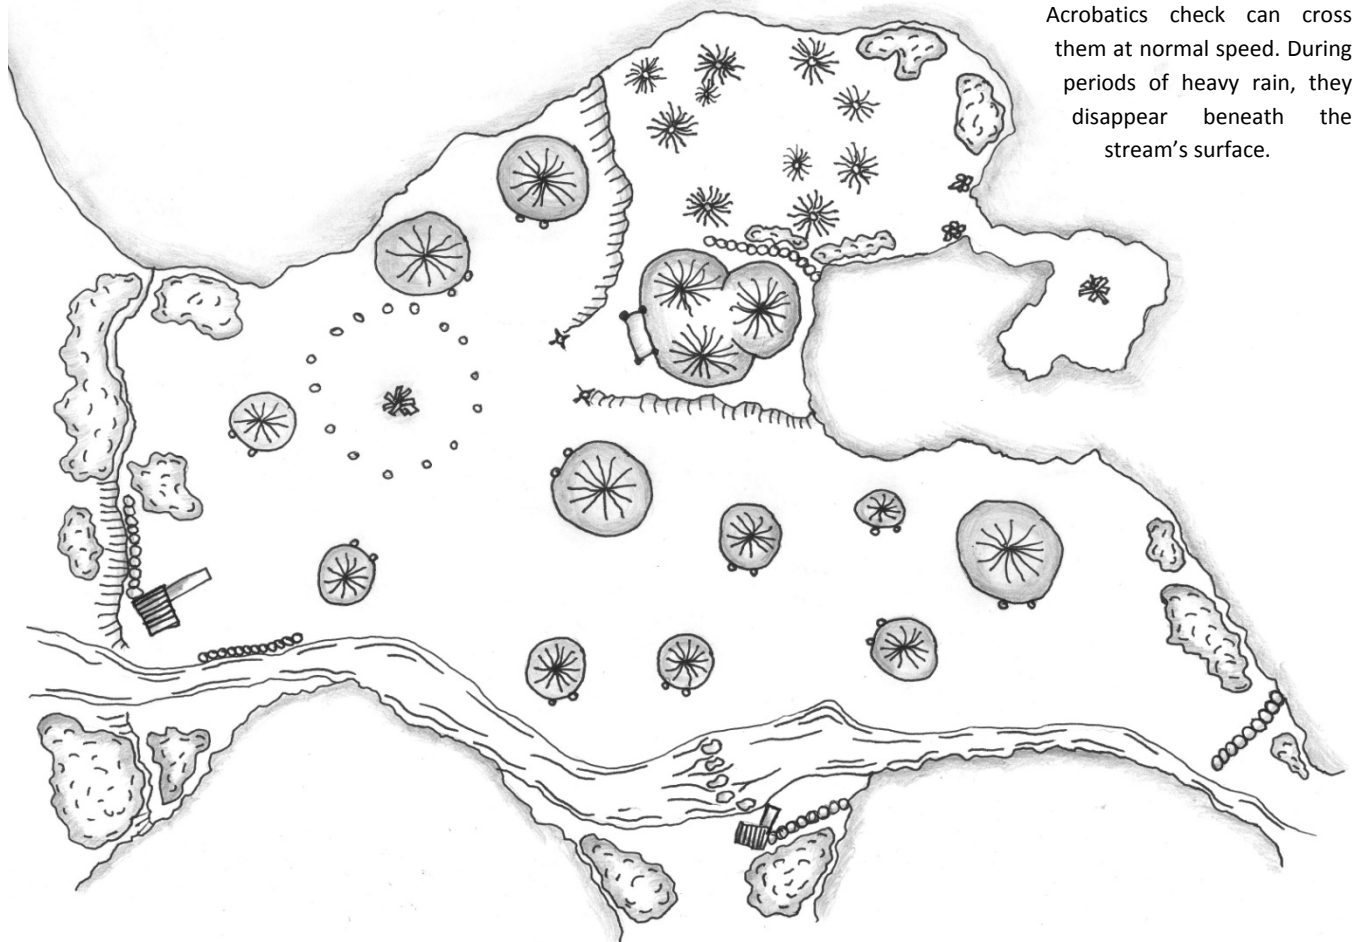 Acrobatics check can cross
them at normal speed. During
periods of heavy rain, they
disappear beneath the
stream’s surface.